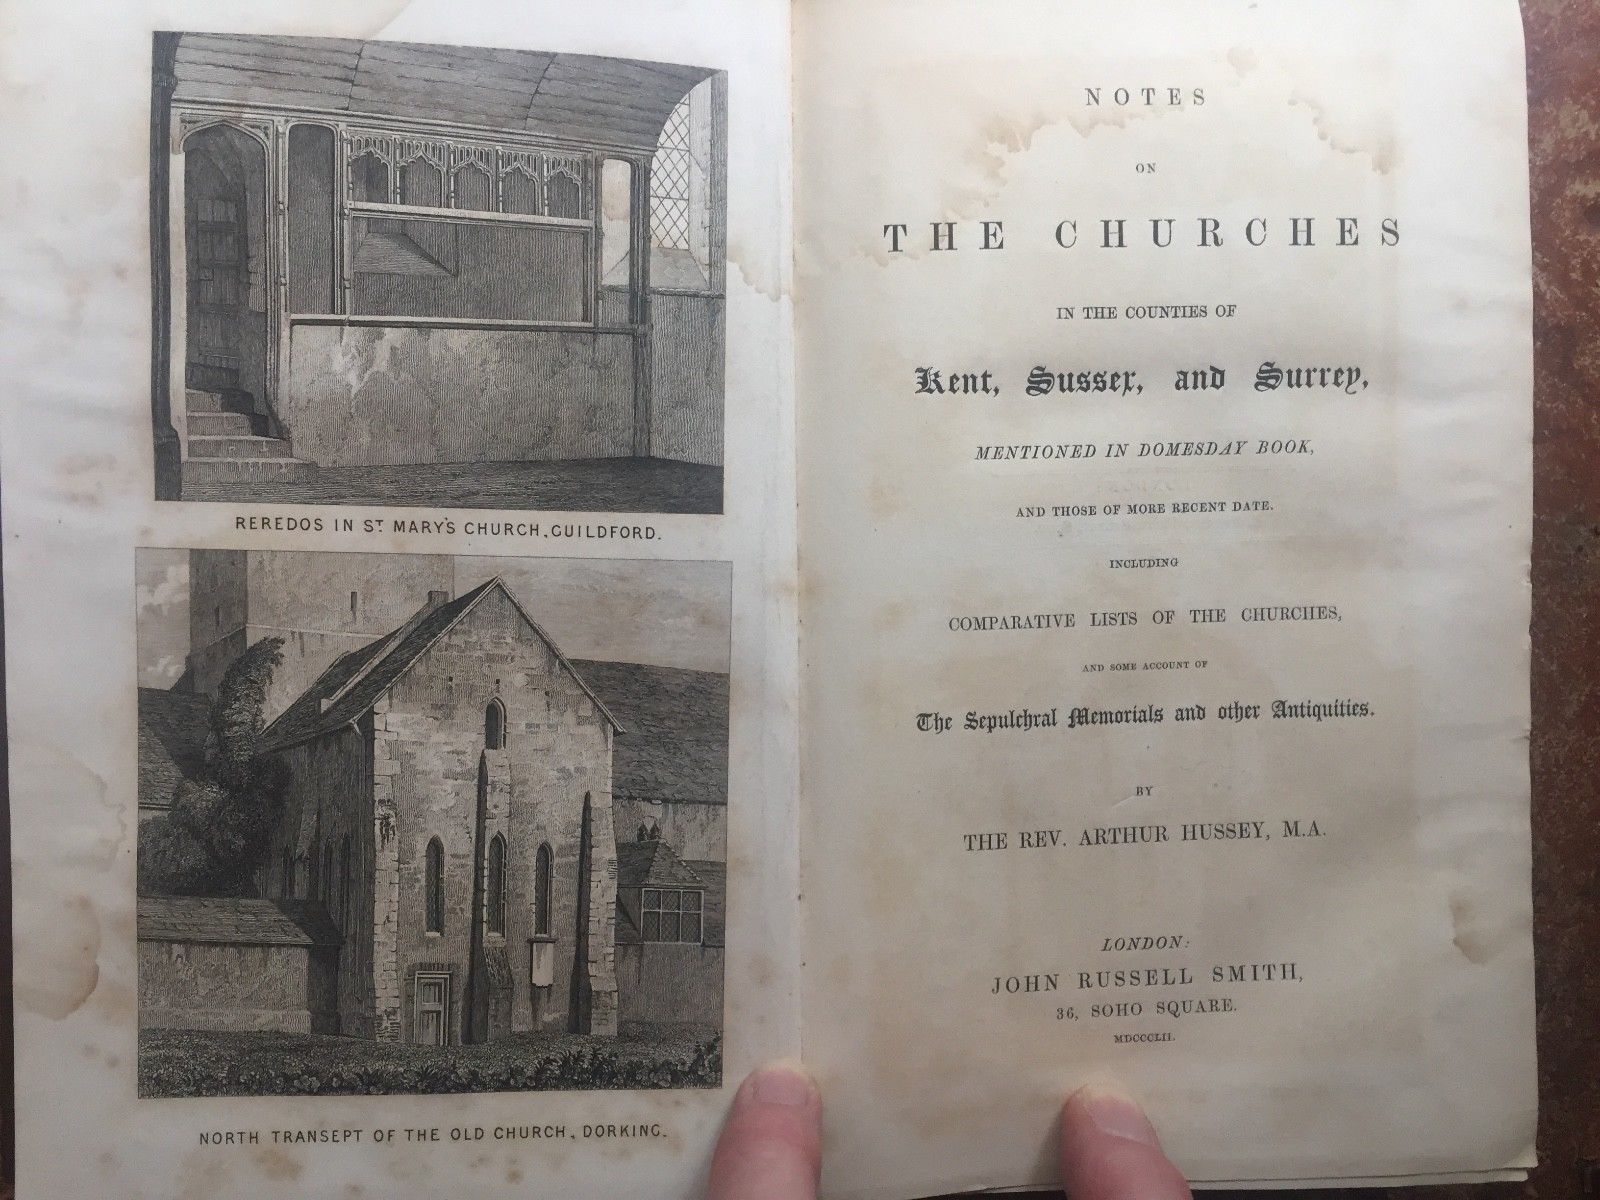 REREDOS IN ST MARY'S CHURCH, GUILDFORD.
NORTH TRANSEPT OF THE OLD CHURCH, DORKING.
NOTES
ON
THE CHURCHES
IN THE COUNTIES OF
Kent, Sussex, and Surrey,
MENTIONED IN DOMESDAY BOOK,
AND THOSE OF MORE RECENT DATE.
INCLUDING
COMPARATIVE LISTS OF THE CHURCHES,
AND SOME ACCOUNT OF
The Sepulchral Memorials and other Antiquities.
BY
THE REV. ARTHUR HUSSEY, M.A.
LONDON:
JOHN RUSSELL SMITH,
36, SOHO SQUARE.
MDCCCLII.